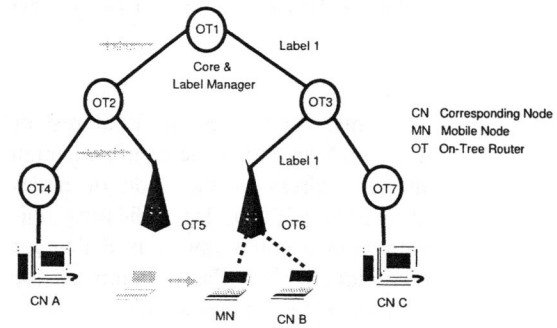 OT1
Label 1
Core &
Label Manager
OT2
OT3
CN Corresponding Node
MN Mobile Node
OT On-Tree Router
Label 1
OT4
OT5
OT6
OT7
CN A
MN
CN B
CN C